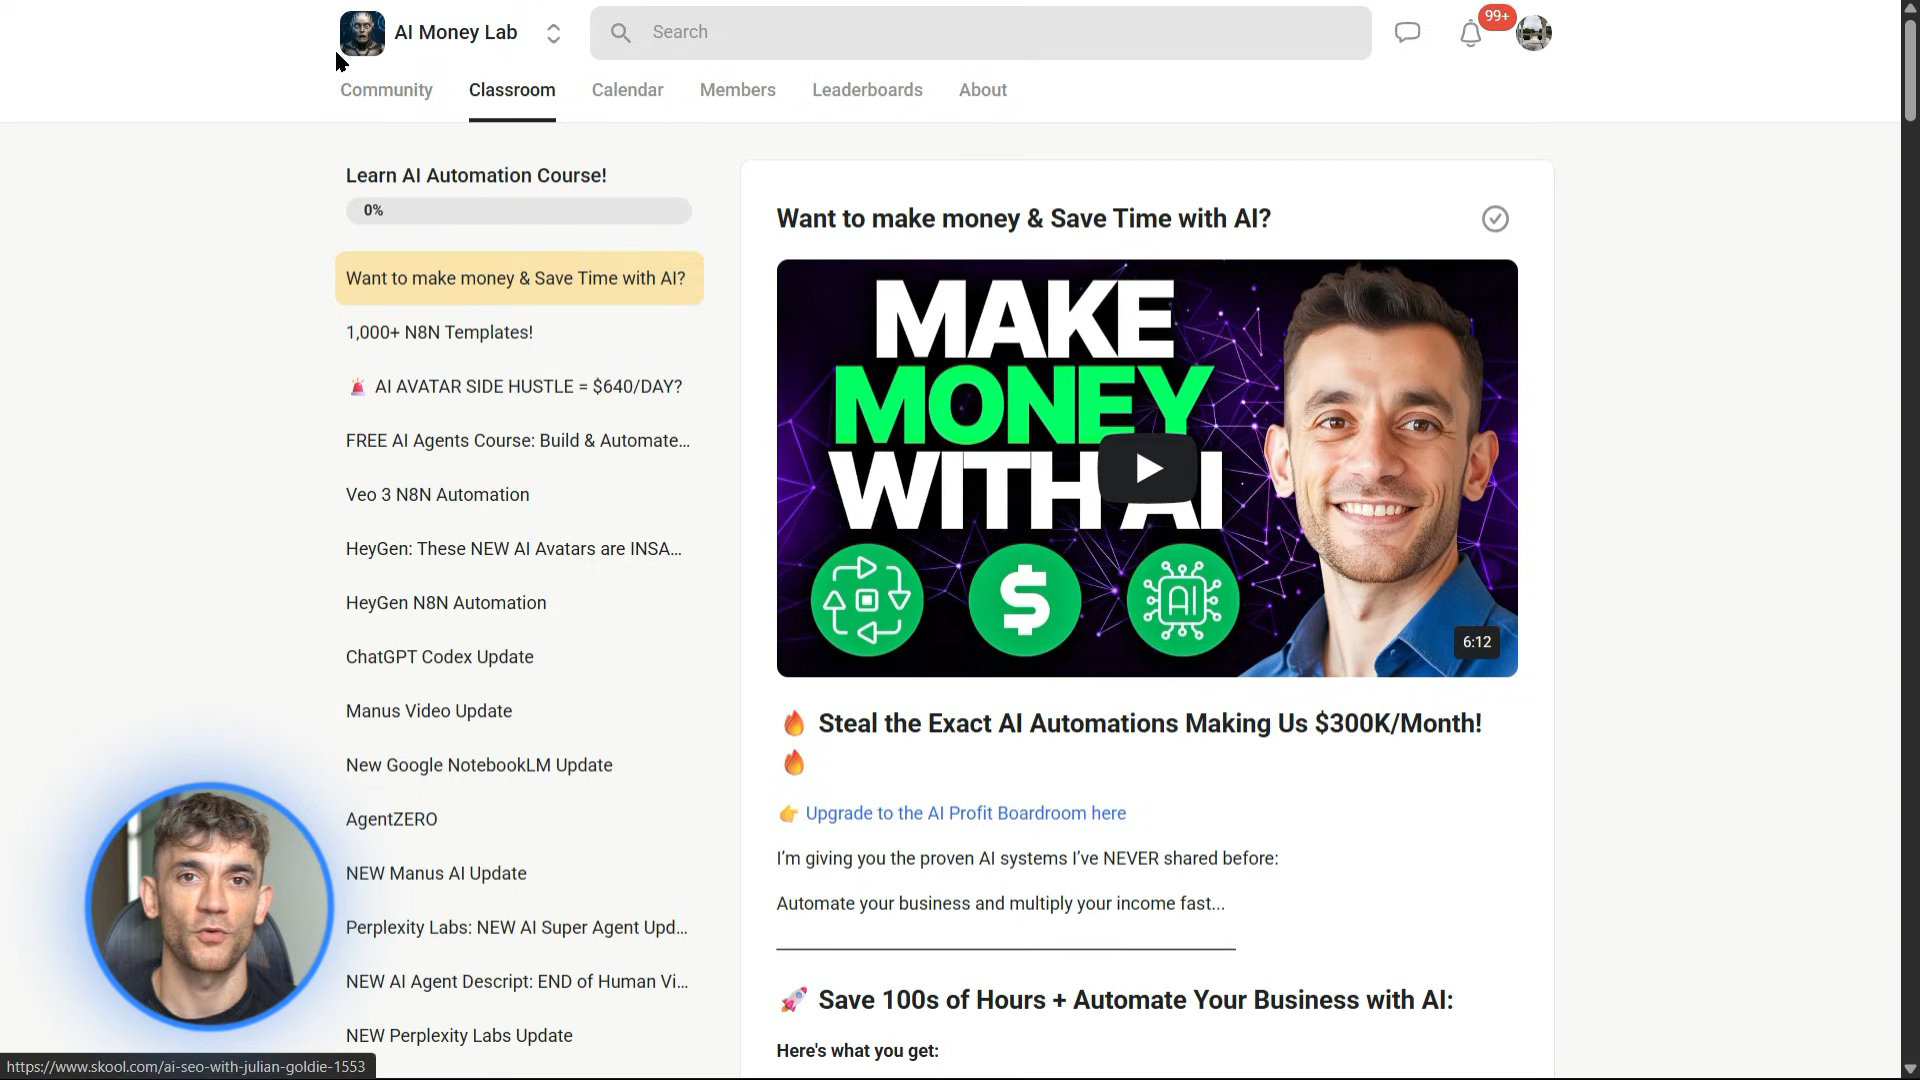 AI Money Lab
Search
99+
Community
Classroom
Calendar
Members
Leaderboards
About
Learn AI Automation Course!
0%
Want to make money & Save Time with AI?
1,000+ N8N Templates!
🚨 AI AVATAR SIDE HUSTLE = $640/DAY?
FREE AI Agents Course: Build & Automate...
Veo 3 N8N Automation
HeyGen: These NEW AI Avatars are INSA...
HeyGen N8N Automation
ChatGPT Codex Update
Manus Video Update
New Google NotebookLM Update
AgentZERO
NEW Manus AI Update
Perplexity Labs: NEW AI Super Agent Upd...
NEW AI Agent Descript: END of Human Vi...
NEW Perplexity Labs Update
Want to make money & Save Time with AI?
MAKE
MONEY
WITH AI
$
AI
6:12
🔥 Steal the Exact AI Automations Making Us $300K/Month!
🔥
👉 Upgrade to the AI Profit Boardroom here
I’m giving you the proven AI systems I’ve NEVER shared before:
Automate your business and multiply your income fast...
🚀 Save 100s of Hours + Automate Your Business with AI:
Here's what you get:
https://www.skool.com/ai-seo-with-julian-goldie-1553